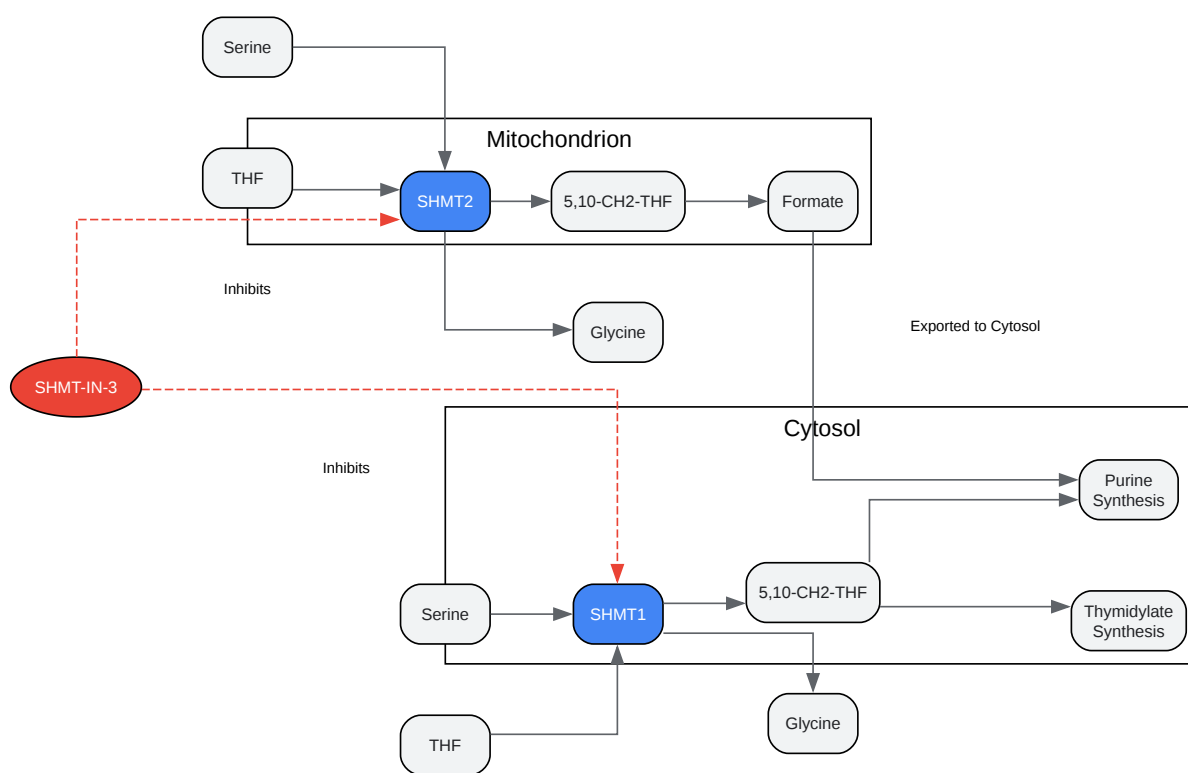 Serine
Mitochondrion
THF
SHMT2
5,10-CH2-THF
Formate
Inhibits
Glycine
Exported to Cytosol
SHMT-IN-3
Cytosol
Inhibits
Purine
Synthesis
5,10-CH2-THF
Serine
SHMT1
Thymidylate
Synthesis
Glycine
THF